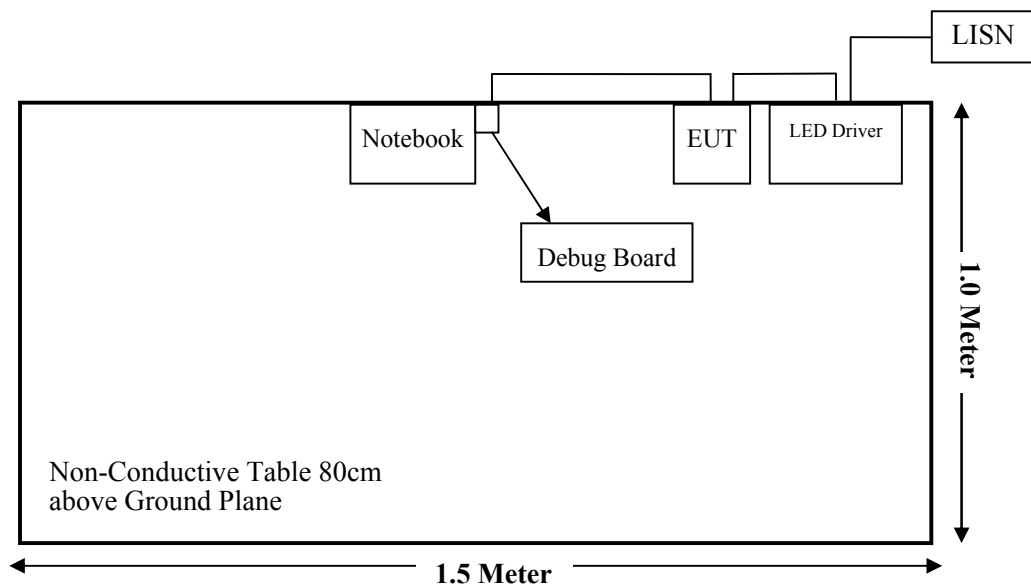 LISN
Notebook
EUT
LED Driver
Debug Board
1.0 Meter
Non-Conductive Table 80cm
above Ground Plane
1.5 Meter